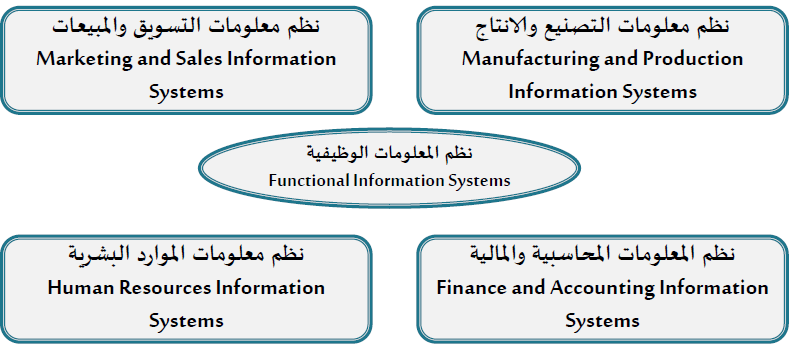 نظم معلومات التسويق والمبيعات
Marketing and Sales Information
Systems
نظم معلومات التصنيع والانتاج
Manufacturing and Production
Information Systems
نظم المعلومات الوظيفية
Functional Information Systems
نظم معلومات الموارد البشرية
Human Resources Information
Systems
نظم المعلومات المحاسبية والمالية
Finance and Accounting Information
Systems